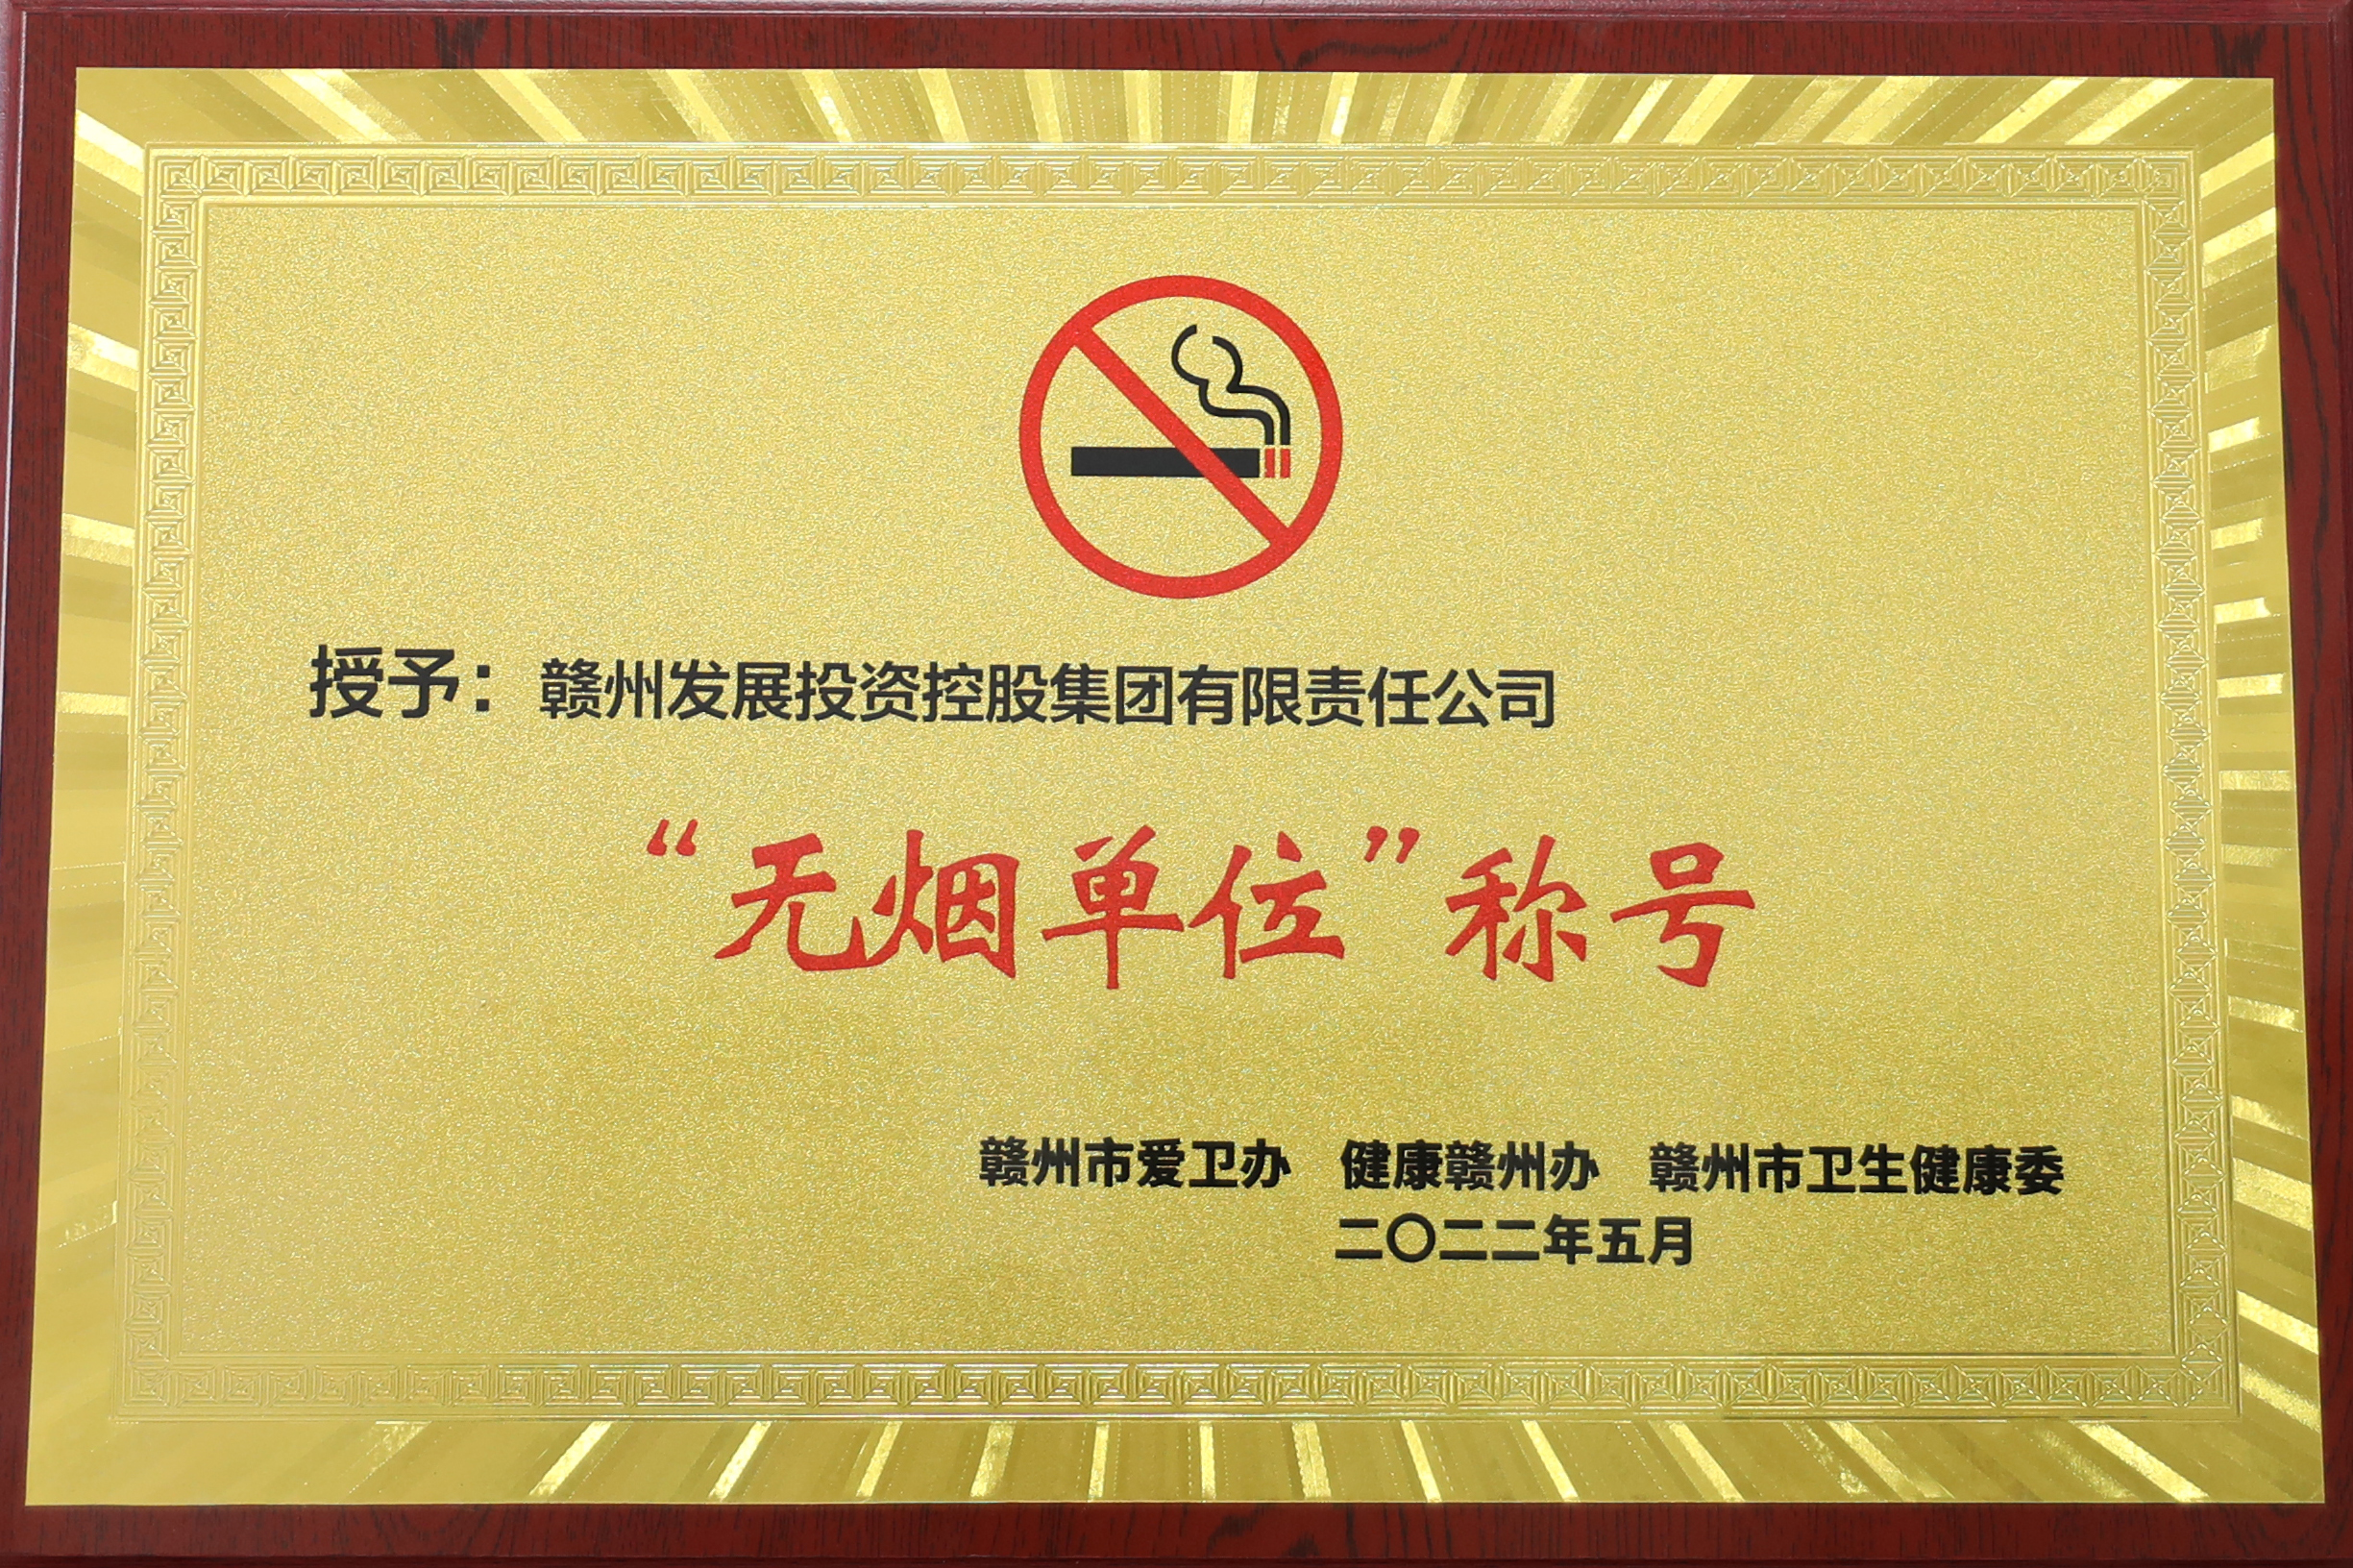 授予：赣州发展投资控股集团有限责任公司
“无烟单位”称号
赣州市爱卫办 健康赣州办 赣州市卫生健康委
二〇二二年五月